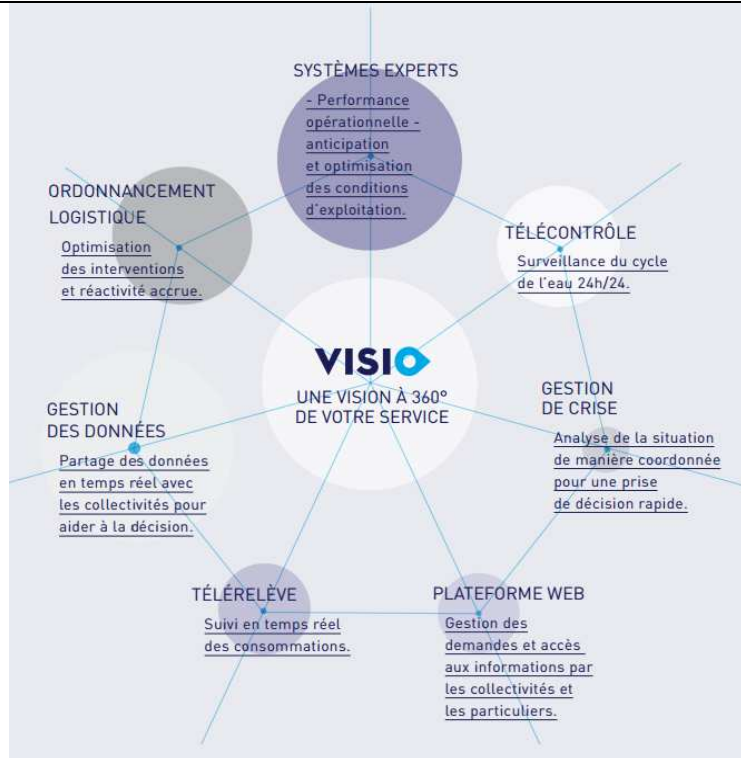 SYSTÈMES EXPERTS
- Performance
opérationnelle -
anticipation
et optimisation
des conditions
d'exploitation.
ORDONNANCEMENT
LOGISTIQUE
Optimisation
des interventions
et réactivité accrue.
TÉLÉCONTRÔLE
Surveillance du cycle
de l'eau 24h/24.
VISIO
UNE VISION À 360°
DE VOTRE SERVICE
GESTION
DES DONNÉES
Partage des données
en temps réel avec
les collectivités pour
aider à la décision.
GESTION
DE CRISE
Analyse de la situation
de manière coordonnée
pour une prise
de décision rapide.
TÉLÉRELÈVE
Suivi en temps réel
des consommations.
PLATEFORME WEB
Gestion des
demandes et accès
aux informations par
les collectivités et
les particuliers.